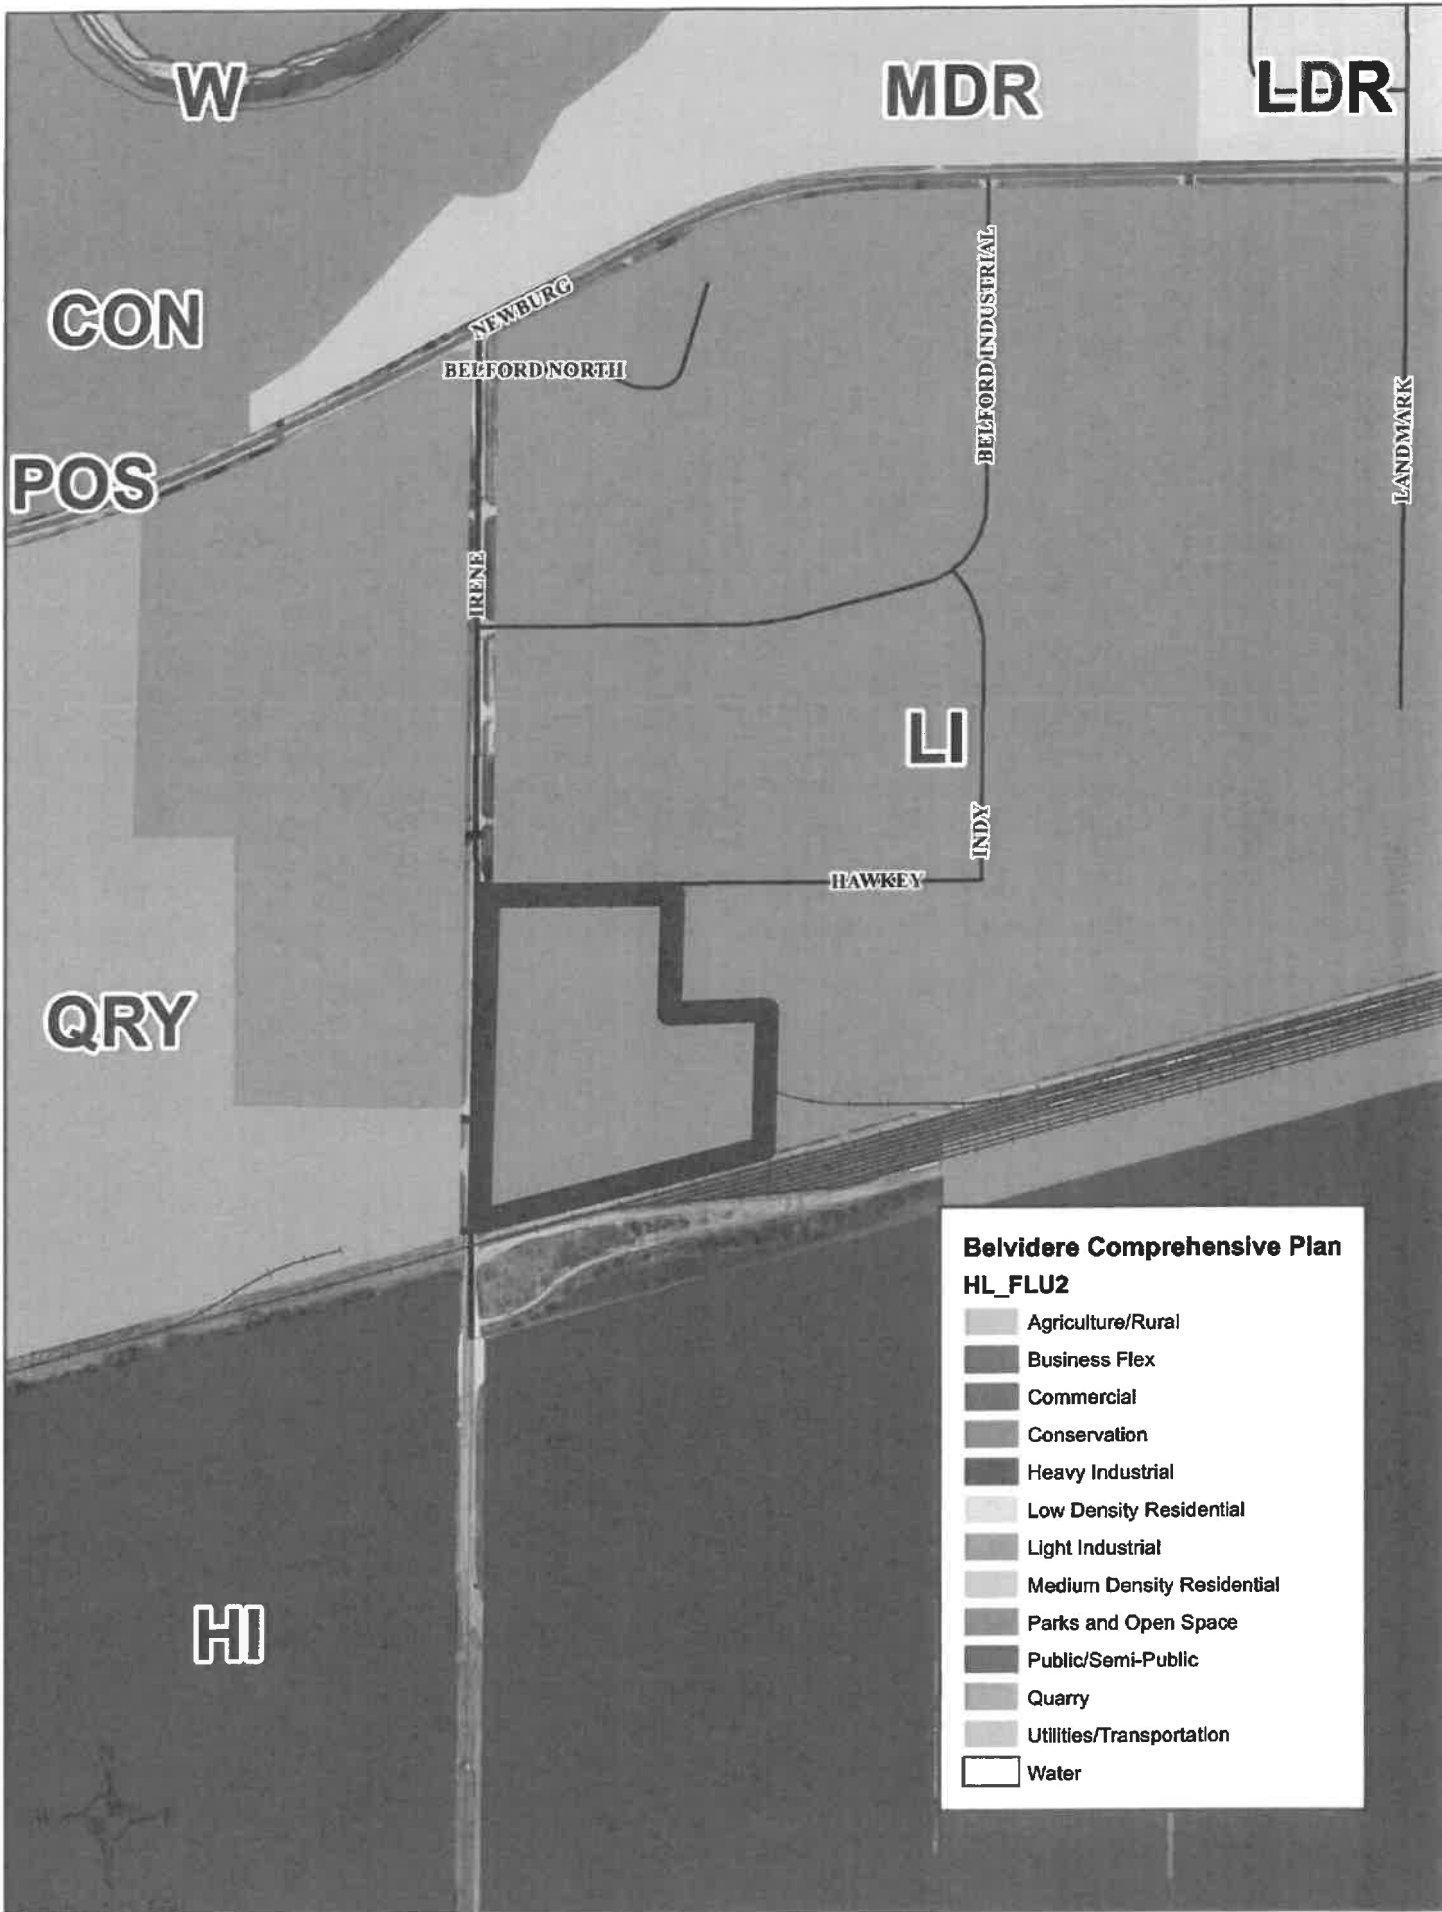 W
MDR
LDR
CON
NEWBURG
BELFORD NORTH
BELFORD INDUSTRIAL
LANDMARK
POS
IRENE
LI
INDY
HAWKEY
QRY
HI
Belvidere Comprehensive Plan
HL_FLU2
Agriculture/Rural
Business Flex
Commercial
Conservation
Heavy Industrial
Low Density Residential
Light Industrial
Medium Density Residential
Parks and Open Space
Public/Semi-Public
Quarry
Utilities/Transportation
Water